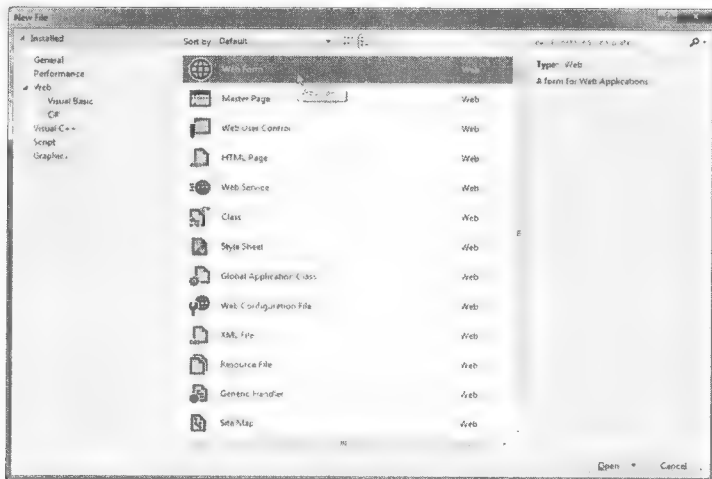 New File
Installed
General
Performance
Web
Visual Basic
C#
Visual C++
Script
Graphics
Sort by: Default
Web Form Web
Master Page Web
Web User Control Web
HTML Page Web
Web Service Web
Class Web
Style Sheet Web
Global Application Class Web
Web Configuration File Web
XML File Web
Resource File Web
Generic Handler Web
Site Map Web
Type: Web
A form for Web Applications
Open
Cancel